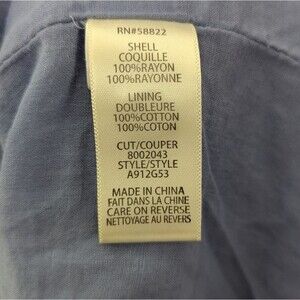 RN#58822
SHELL
COQUILLE
100%RAYON
100%RAYONNE
LINING
DOUBLEURE
100%COTTON
100%COTON
CUT/COUPER
8002043
STYLE/STYLE
A912G53
MADE IN CHINA
FAIT DANS LA CHINE
CARE ON REVERSE
NETTOYAGE AU REVERS